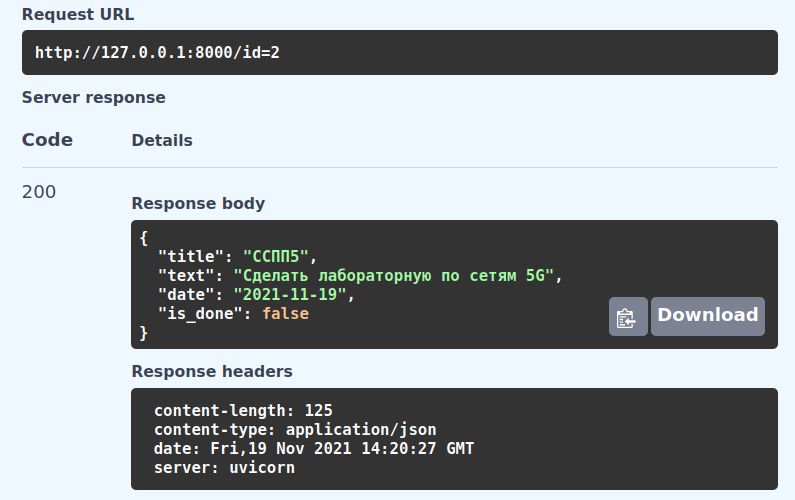 Request URL
http://127.0.0.1:8000/id=2
Server response
Code Details
200
Response body
{
"title": "ССПП5",
"text": "Сделать лабораторную по сетям 5G",
"date": "2021-11-19",
"is_done": false
}
Download
Response headers
content-length: 125
content-type: application/json
date: Fri,19 Nov 2021 14:20:27 GMT
server: uvicorn